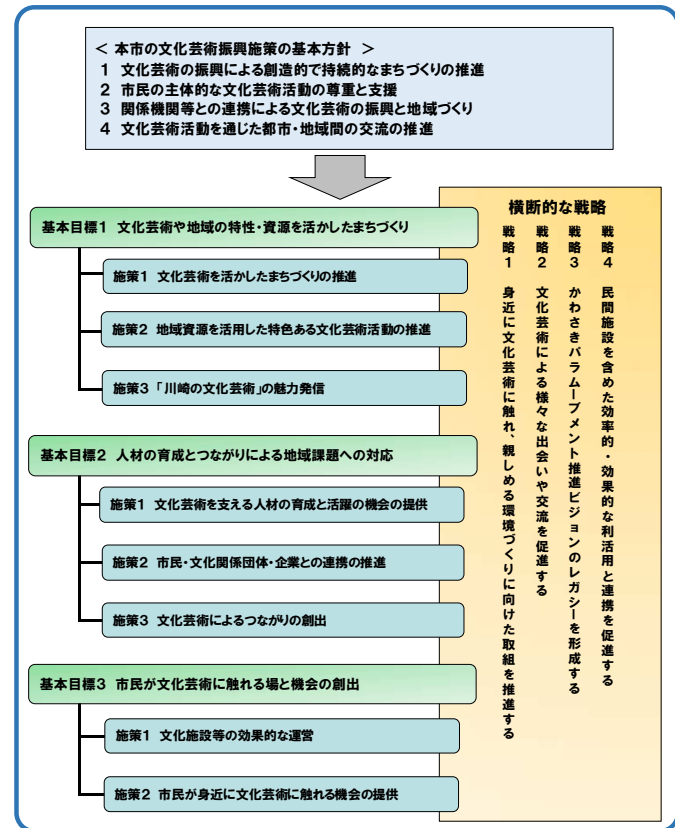 ＜ 本市の文化芸術振興施策の基本方針 ＞
1 文化芸術の振興による創造的で持続的なまちづくりの推進
2 市民の主体的な文化芸術活動の尊重と支援
3 関係機関等との連携による文化芸術の振興と地域づくり
4 文化芸術活動を通じた都市・地域間の交流の推進
基本目標1 文化芸術や地域の特性・資源を活かしたまちづくり
施策1 文化芸術を活かしたまちづくりの推進
施策2 地域資源を活用した特色ある文化芸術活動の推進
施策3 「川崎の文化芸術」の魅力発信
基本目標2 人材の育成とつながりによる地域課題への対応
施策1 文化芸術を支える人材の育成と活躍の機会の提供
施策2 市民・文化関係団体・企業との連携の推進
施策3 文化芸術によるつながりの創出
基本目標3 市民が文化芸術に触れる場と機会の創出
施策1 文化施設等の効果的な運営
施策2 市民が身近に文化芸術に触れる機会の提供
横断的な戦略
戦略1 身近に文化芸術に触れ、親しめる環境づくりに向けた取組を推進する
戦略2 文化芸術による様々な出会いや交流を促進する
戦略3 かわさきパラムーブメント推進ビジョンのレガシーを形成する
戦略4 民間施設を含めた効率的・効果的な利活用と連携を促進する